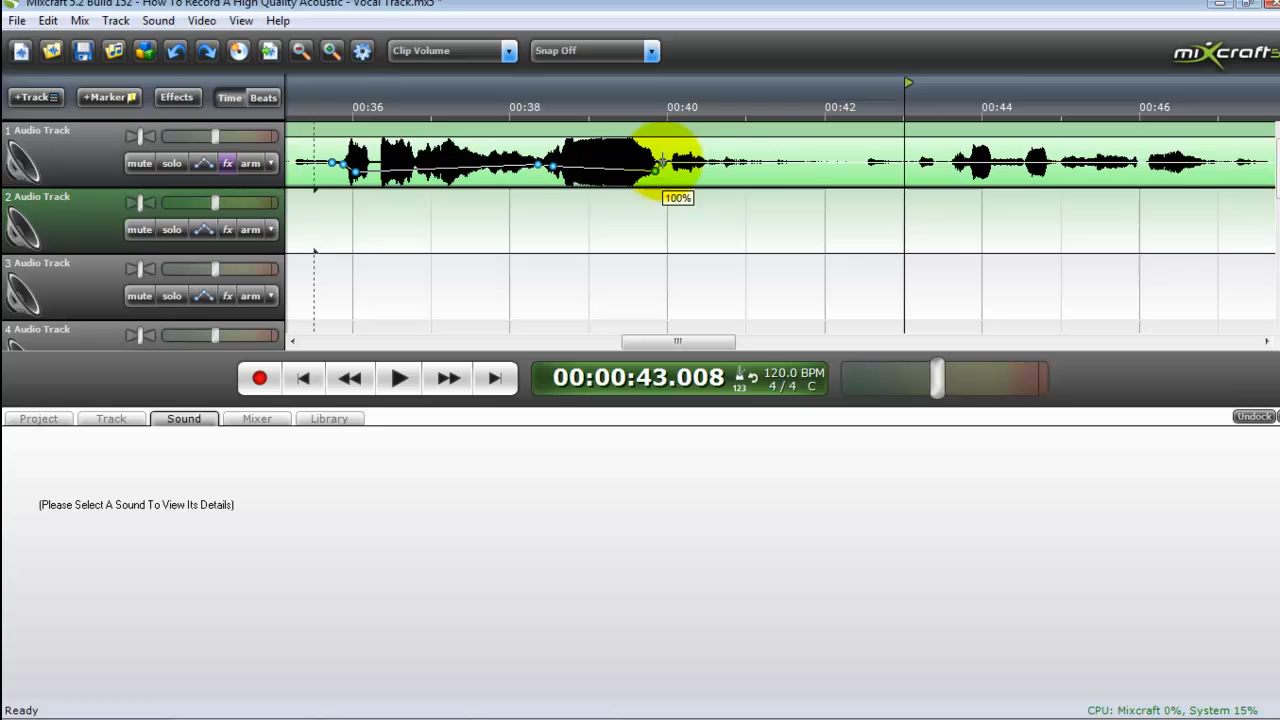 Mixcraft 5.2 Build 152 - How To Record A High Quality Acoustic - Vocal Track.mx5 *
File Edit Mix Track Sound Video View Help
Clip Volume Snap Off mixcraft5
+Track +Marker Effects Time Beats 00:36 00:38 00:40 00:42 00:44 00:46
1 Audio Track
mute solo fx arm
100%
2 Audio Track
mute solo fx arm
3 Audio Track
mute solo fx arm
4 Audio Track
00:00:43.008 123 120.0 BPM
4 / 4 C
Project Track Sound Mixer Library Undock
(Please Select A Sound To View Its Details)
Ready CPU: Mixcraft 0%, System 15%